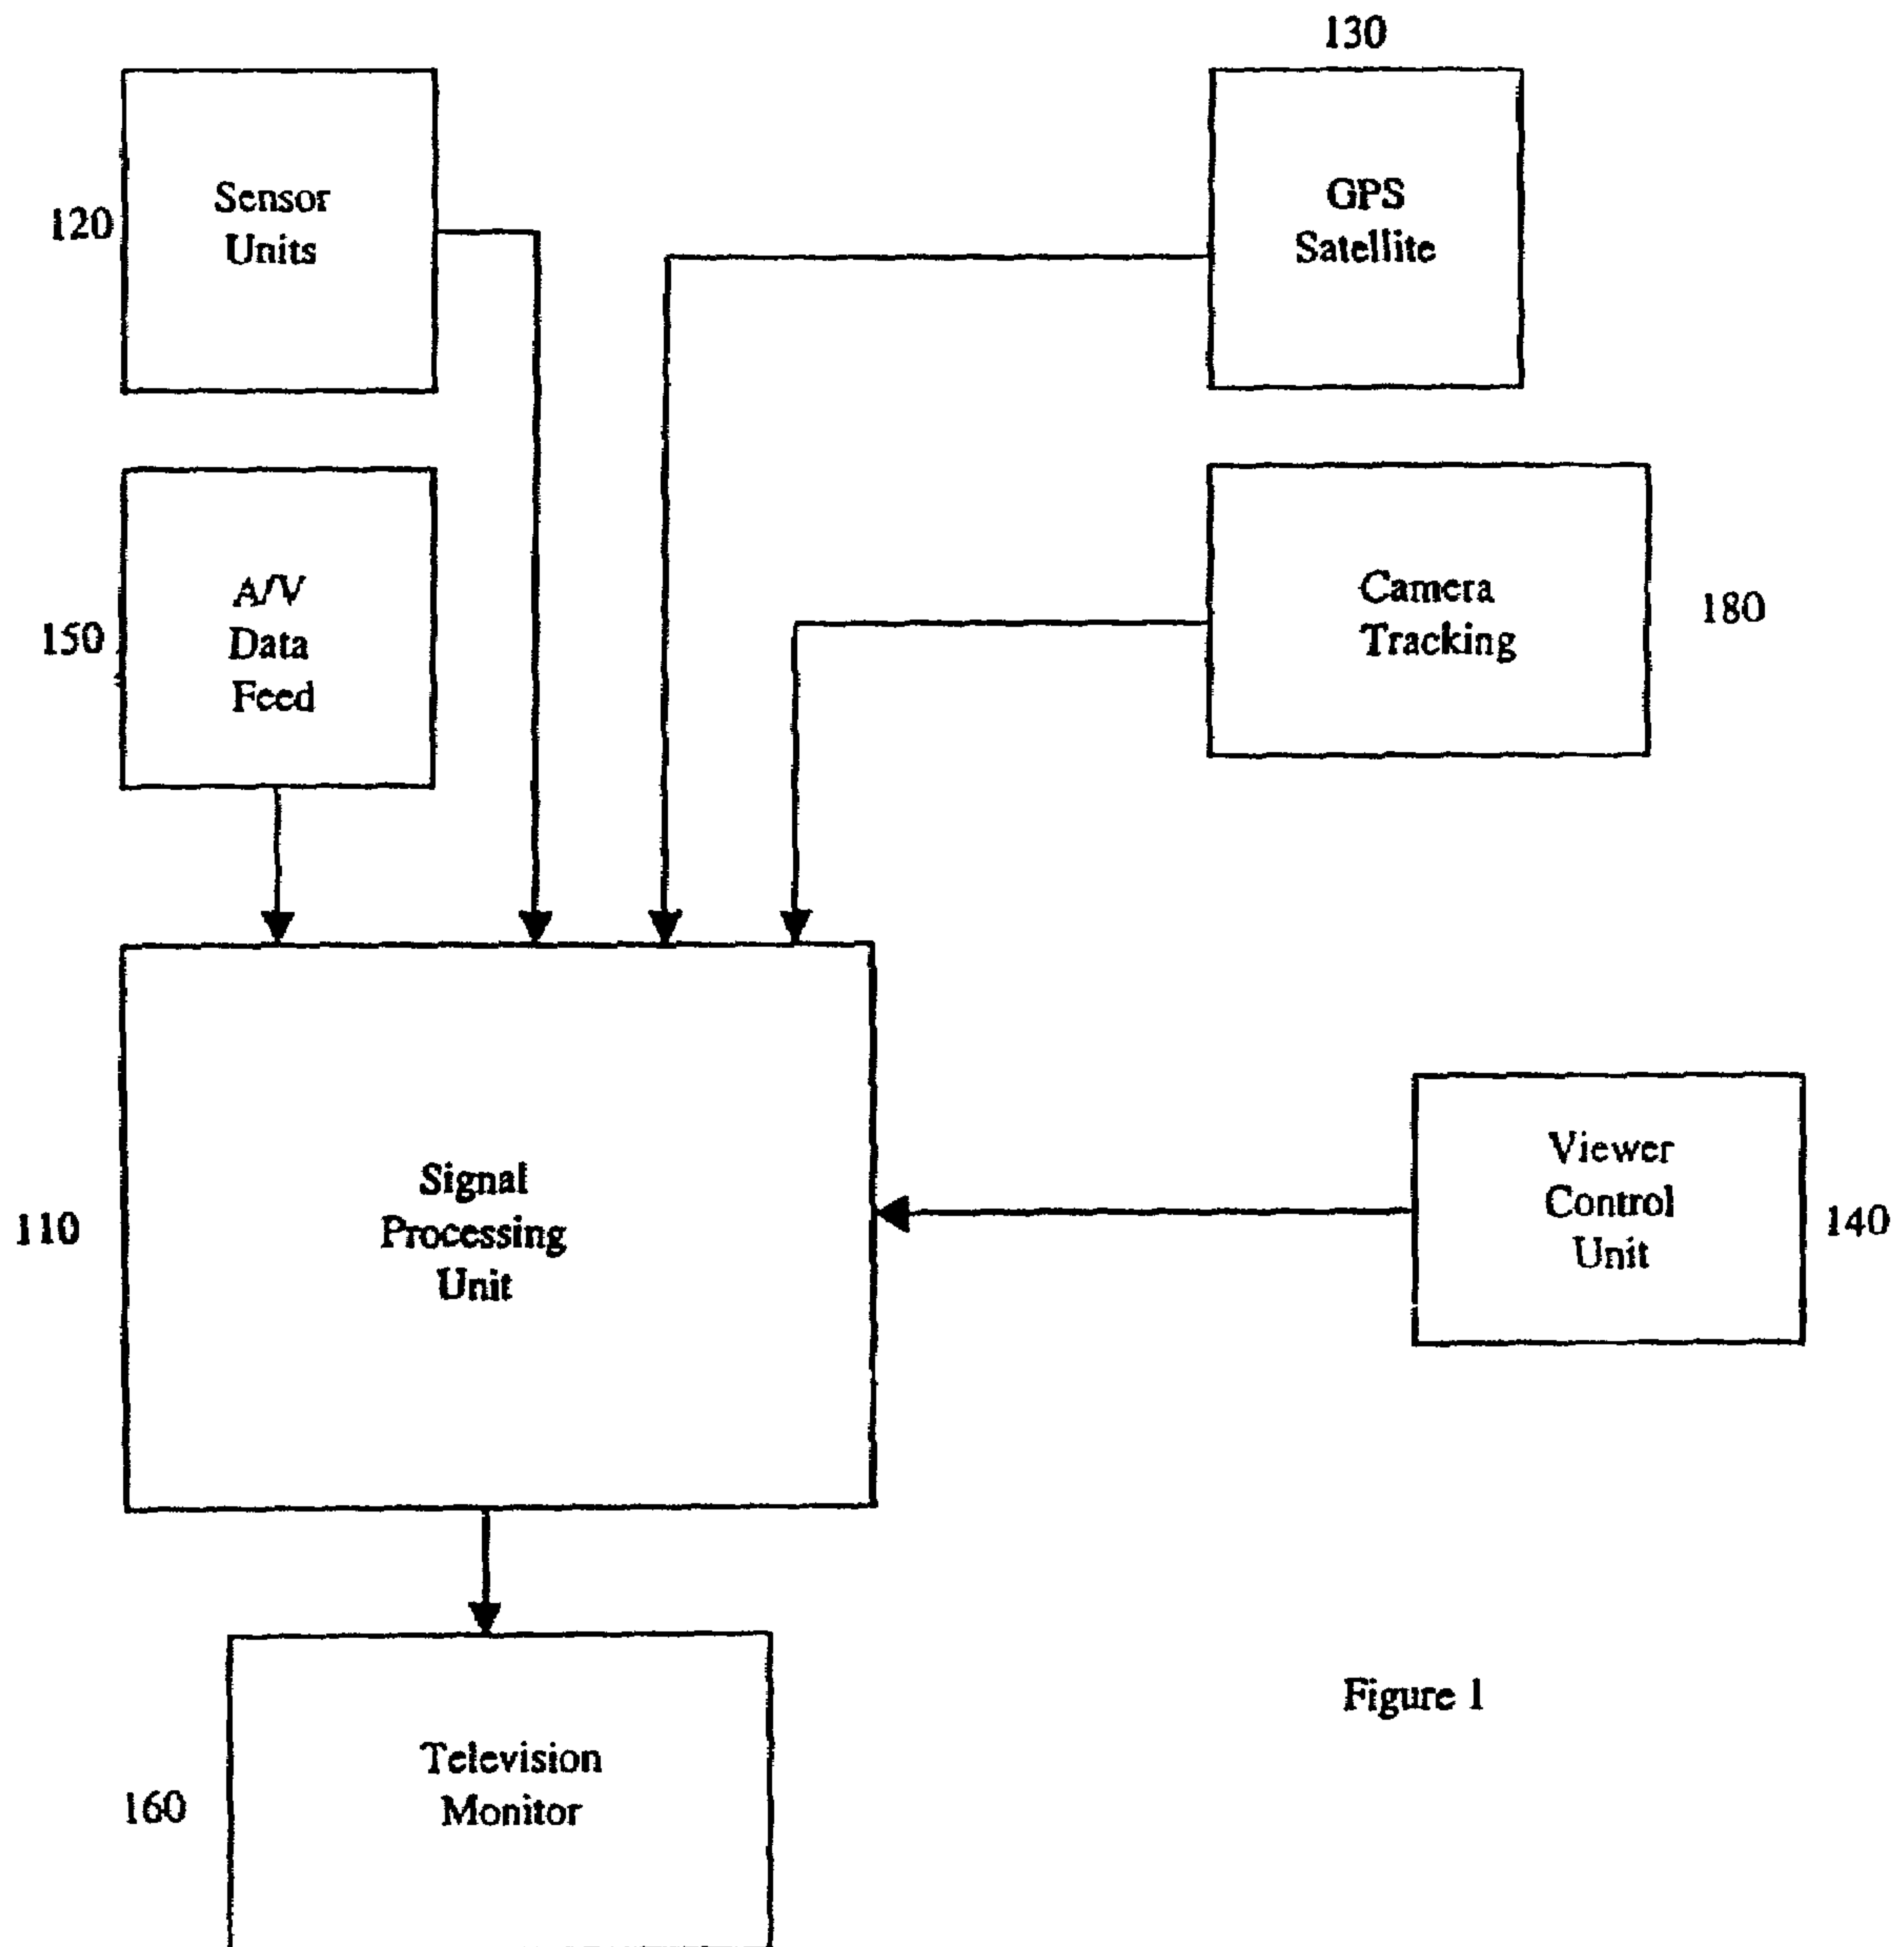 130
Sensor
Units
120
GPS
Satellite
A/V
Data
Feed
150
Camera
Tracking
180
Signal
Processing
Unit
110
Viewer
Control
Unit
140
Television
Monitor
160
Figure 1